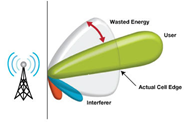 Wasted Energy
User
Actual Cell Edge
Interferer